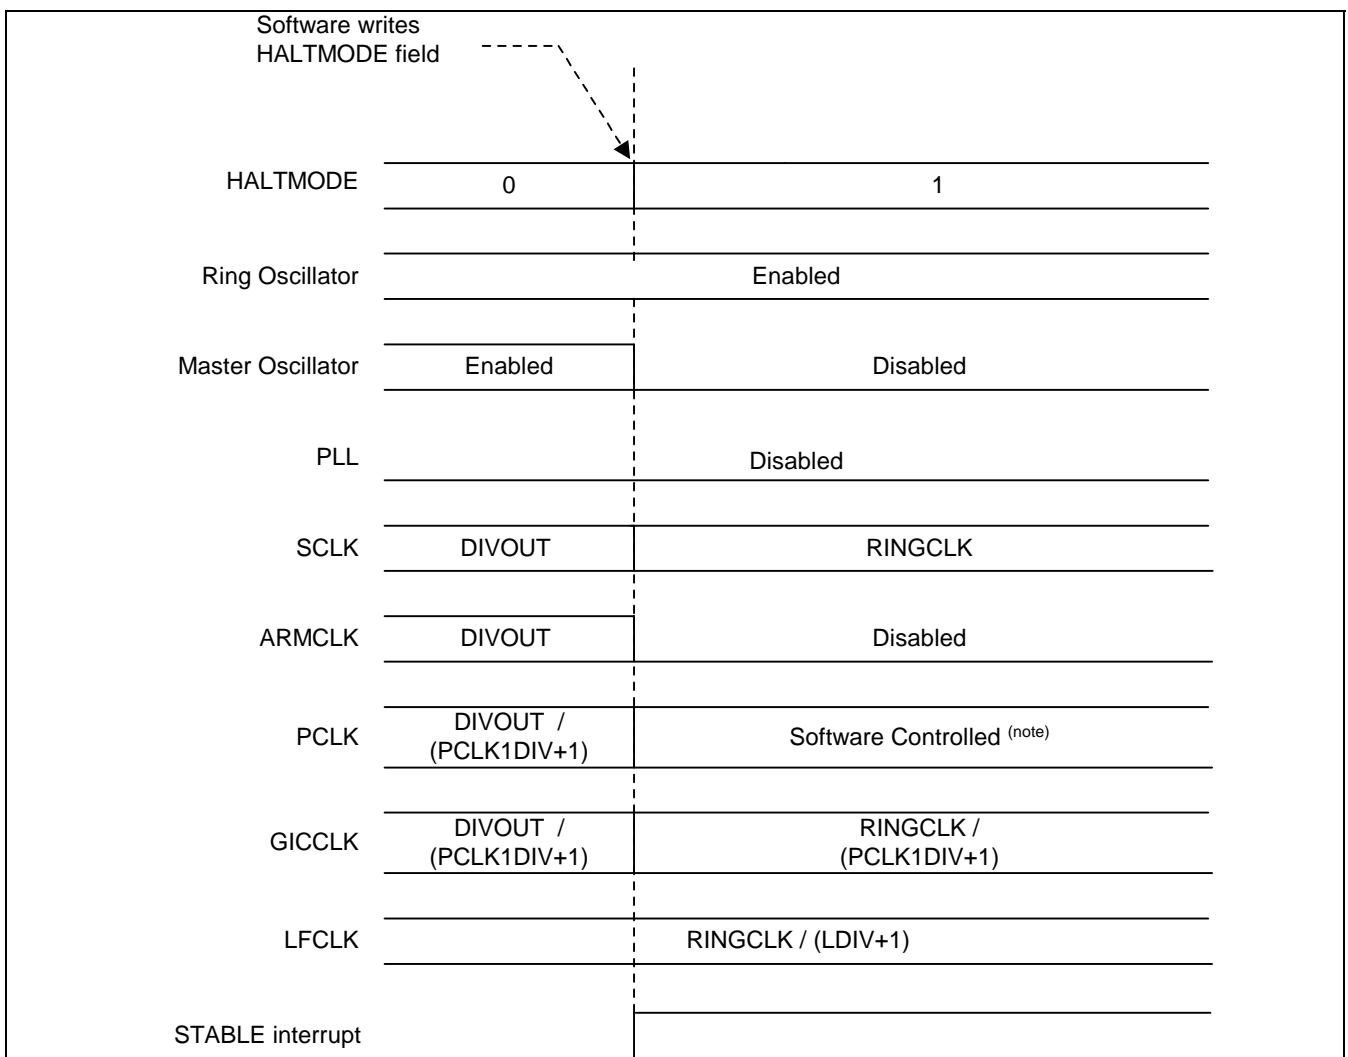 Software writes
HALTMODE field
HALTMODE
0
1
Ring Oscillator
Enabled
Master Oscillator
Enabled
Disabled
PLL
Disabled
SCLK
DIVOUT
RINGCLK
ARMCLK
DIVOUT
Disabled
PCLK
DIVOUT /
(PCLK1DIV+1)
Software Controlled (note)
GICCLK
DIVOUT /
(PCLK1DIV+1)
RINGCLK /
(PCLK1DIV+1)
LFCLK
RINGCLK / (LDIV+1)
STABLE interrupt